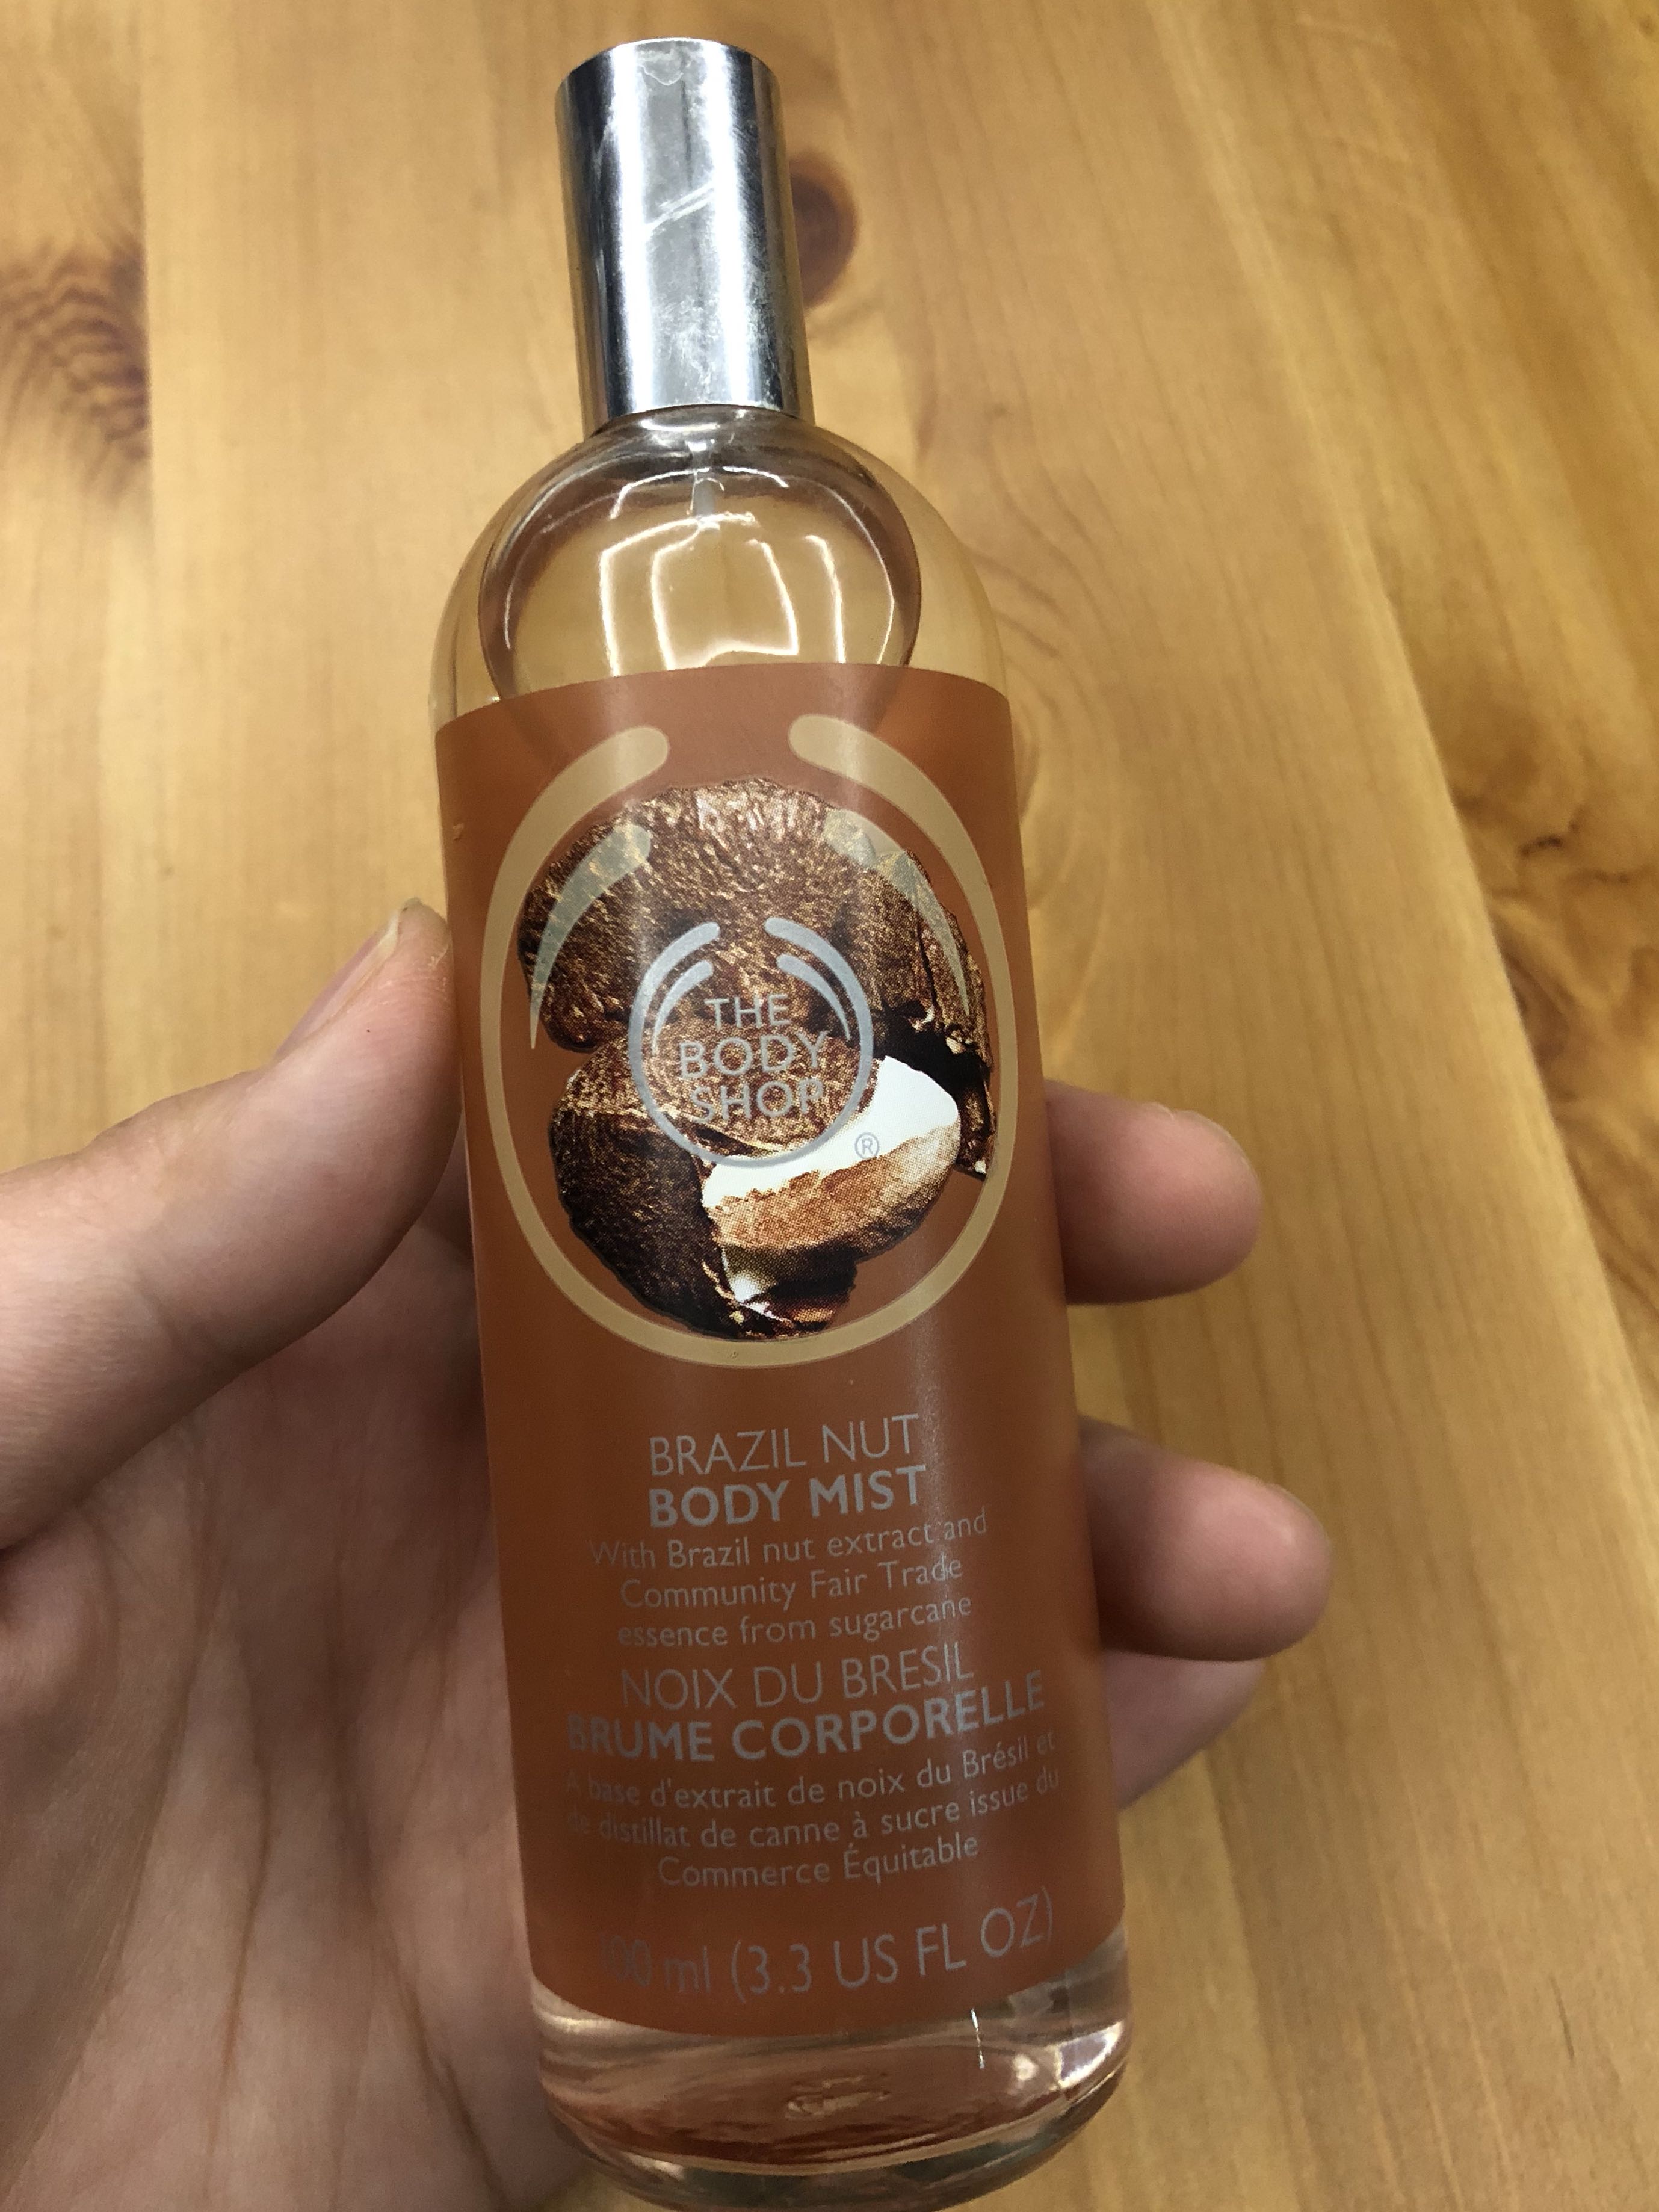 THE
BODY
SHOP
®
BRAZIL NUT
BODY MIST
With Brazil nut extract and
Community Fair Trade
essence from sugarcane
NOIX DU BRESIL
BRUME CORPORELLE
A base d'extrait de noix du Brésil et
de distillat de canne à sucre issue du
Commerce Équitable
100 ml (3.3 US FL OZ)